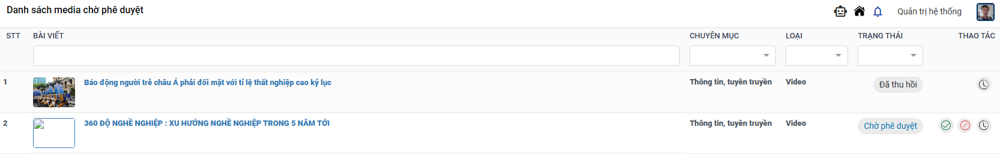 Danh sách media chờ phê duyệt
Quản trị hệ thống
STT BÀI VIẾT CHUYÊN MỤC LOẠI TRẠNG THÁI THAO TÁC
1 Báo động người trẻ châu Á phải đối mặt với tỉ lệ thất nghiệp cao kỷ lục Thông tin, tuyên truyền Video Đã thu hồi
2 360 ĐỘ NGHỀ NGHIỆP : XU HƯỚNG NGHỀ NGHIỆP TRONG 5 NĂM TỚI Thông tin, tuyên truyền Video Chờ phê duyệt